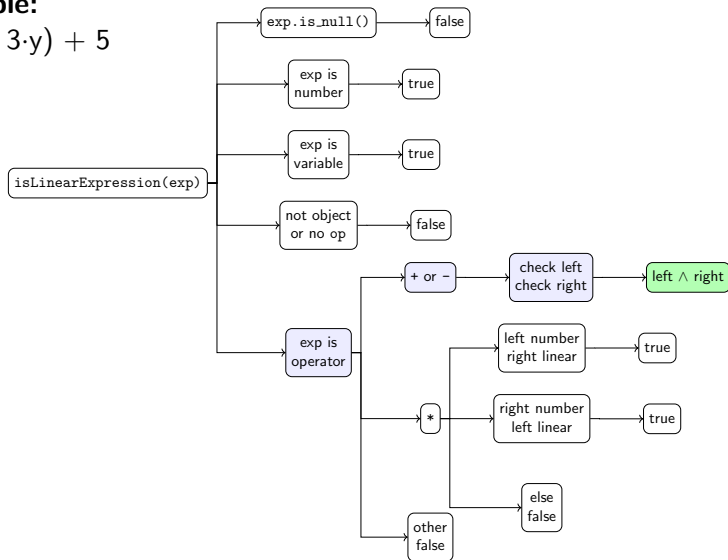 ple:
3·y) + 5
exp.is_null()
false
exp is
number
true
exp is
variable
true
isLinearExpression(exp)
not object
or no op
false
exp is
operator
+ or -
check left
check right
left ∧ right
*
left number
right linear
true
right number
left linear
true
else
false
other
false